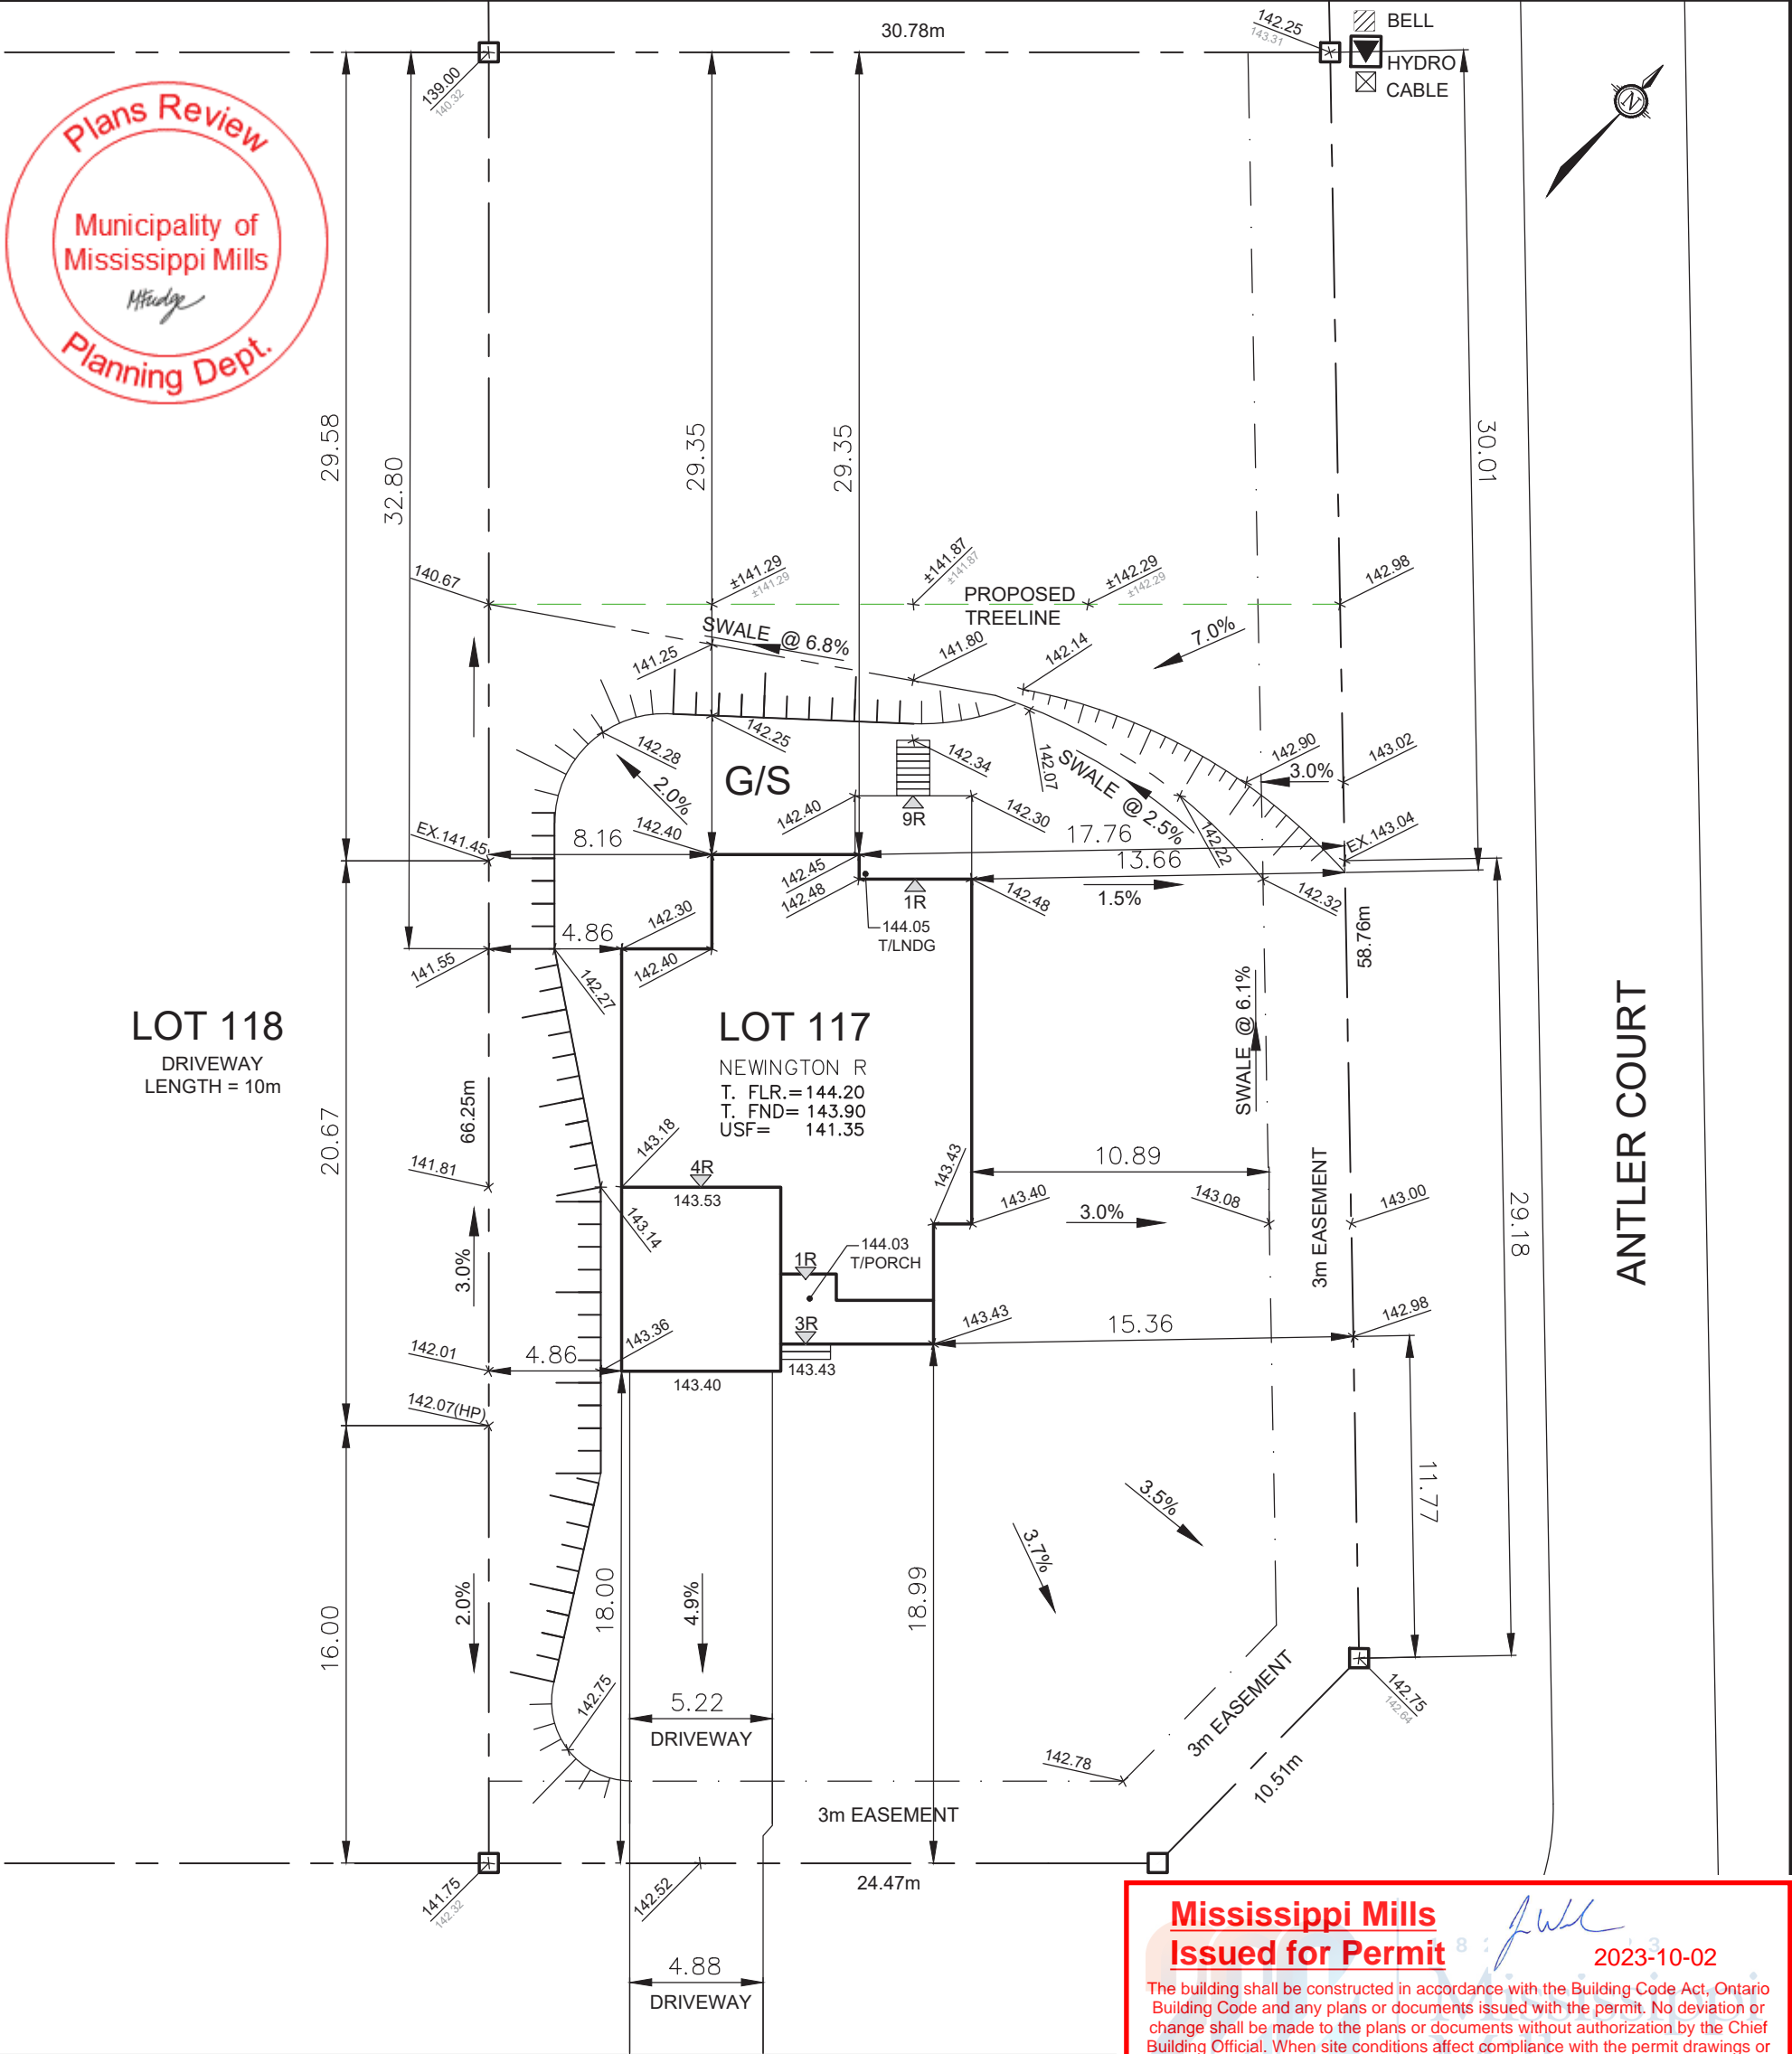 30.78m
142.25
143.31
BELL
HYDRO
CABLE
N
139.00
140.32
Plans Review
Municipality of
Mississippi Mills
MFudge
Planning Dept.
29.58
32.80
29.35
29.35
30.01
140.67
±141.29
±141.29
±141.87
±141.87
PROPOSED
TREELINE
±142.29
±142.29
142.98
SWALE @ 6.8%
141.25
141.80
142.14
7.0%
142.25
142.28
142.34
142.07
SWALE @ 2.5%
142.90
143.02
3.0%
G/S
2.0%
142.40
9R
142.30
142.22
EX.141.45
8.16
142.40
17.76
EX.143.04
13.66
142.45
142.48
1R
142.48
1.5%
142.32
144.05
T/LNDG
4.86
142.30
142.40
141.55
142.27
58.76m
LOT 118
DRIVEWAY
LENGTH = 10m
LOT 117
NEWINGTON R
T. FLR.=144.20
T. FND= 143.90
USF= 141.35
SWALE @ 6.1%
ANTLER COURT
66.25m
20.67
141.81
143.18
4R
143.53
143.14
143.43
10.89
143.40
143.08
3.0%
3m EASEMENT
143.00
29.18
3.0%
1R
144.03
T/PORCH
3R
143.43
143.43
15.36
142.98
142.01
4.86
143.36
143.40
142.07(HP)
11.77
3.5%
3.7%
2.0%
18.00
4.9%
18.99
16.00
142.75
5.22
DRIVEWAY
142.78
3m EASEMENT
3m EASEMENT
142.75
142.64
10.51m
141.75
142.32
142.52
24.47m
4.88
DRIVEWAY
Mississippi Mills
Issued for Permit
2023-10-02
The building shall be constructed in accordance with the Building Code Act, Ontario
Building Code and any plans or documents issued with the permit. No deviation or
change shall be made to the plans or documents without authorization by the Chief
Building Official. When site conditions affect compliance with the permit drawings or